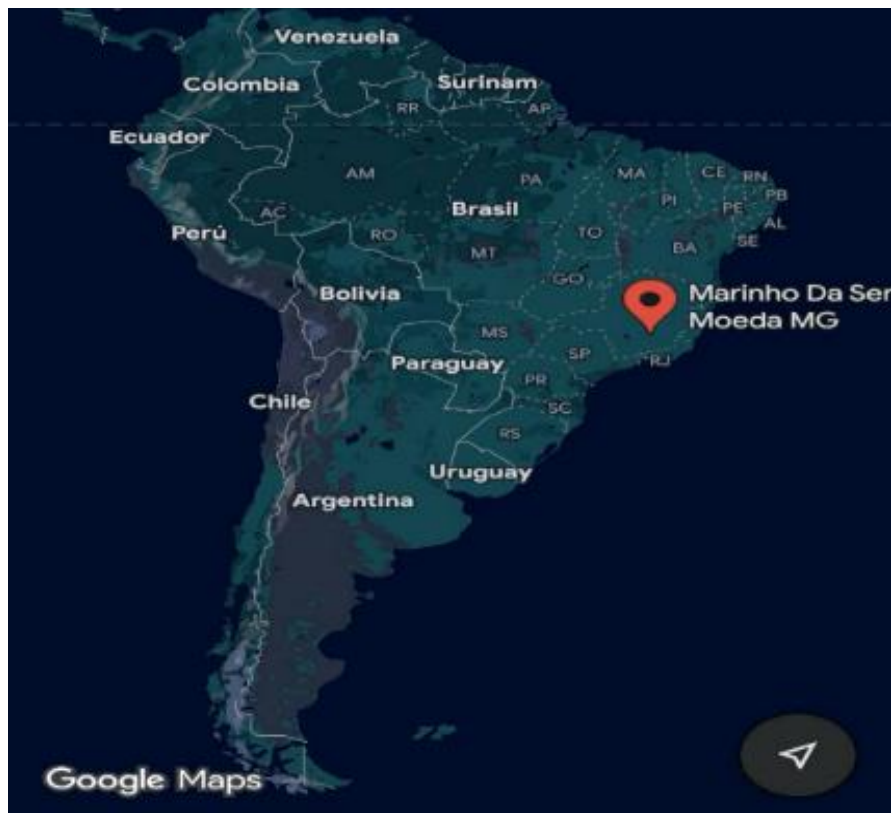 Venezuela
Colombia
Surinam
RR
AP
Ecuador
AM
PA
MA
CE
RN
PI
PB
PE
AC
Brasil
AL
Perú
RO
TO
SE
MT
BA
GO
Bolivia
Marinho Da Ser
Moeda MG
MS
Paraguay
SP
RJ
PR
Chile
SC
RS
Uruguay
Argentina
Google Maps